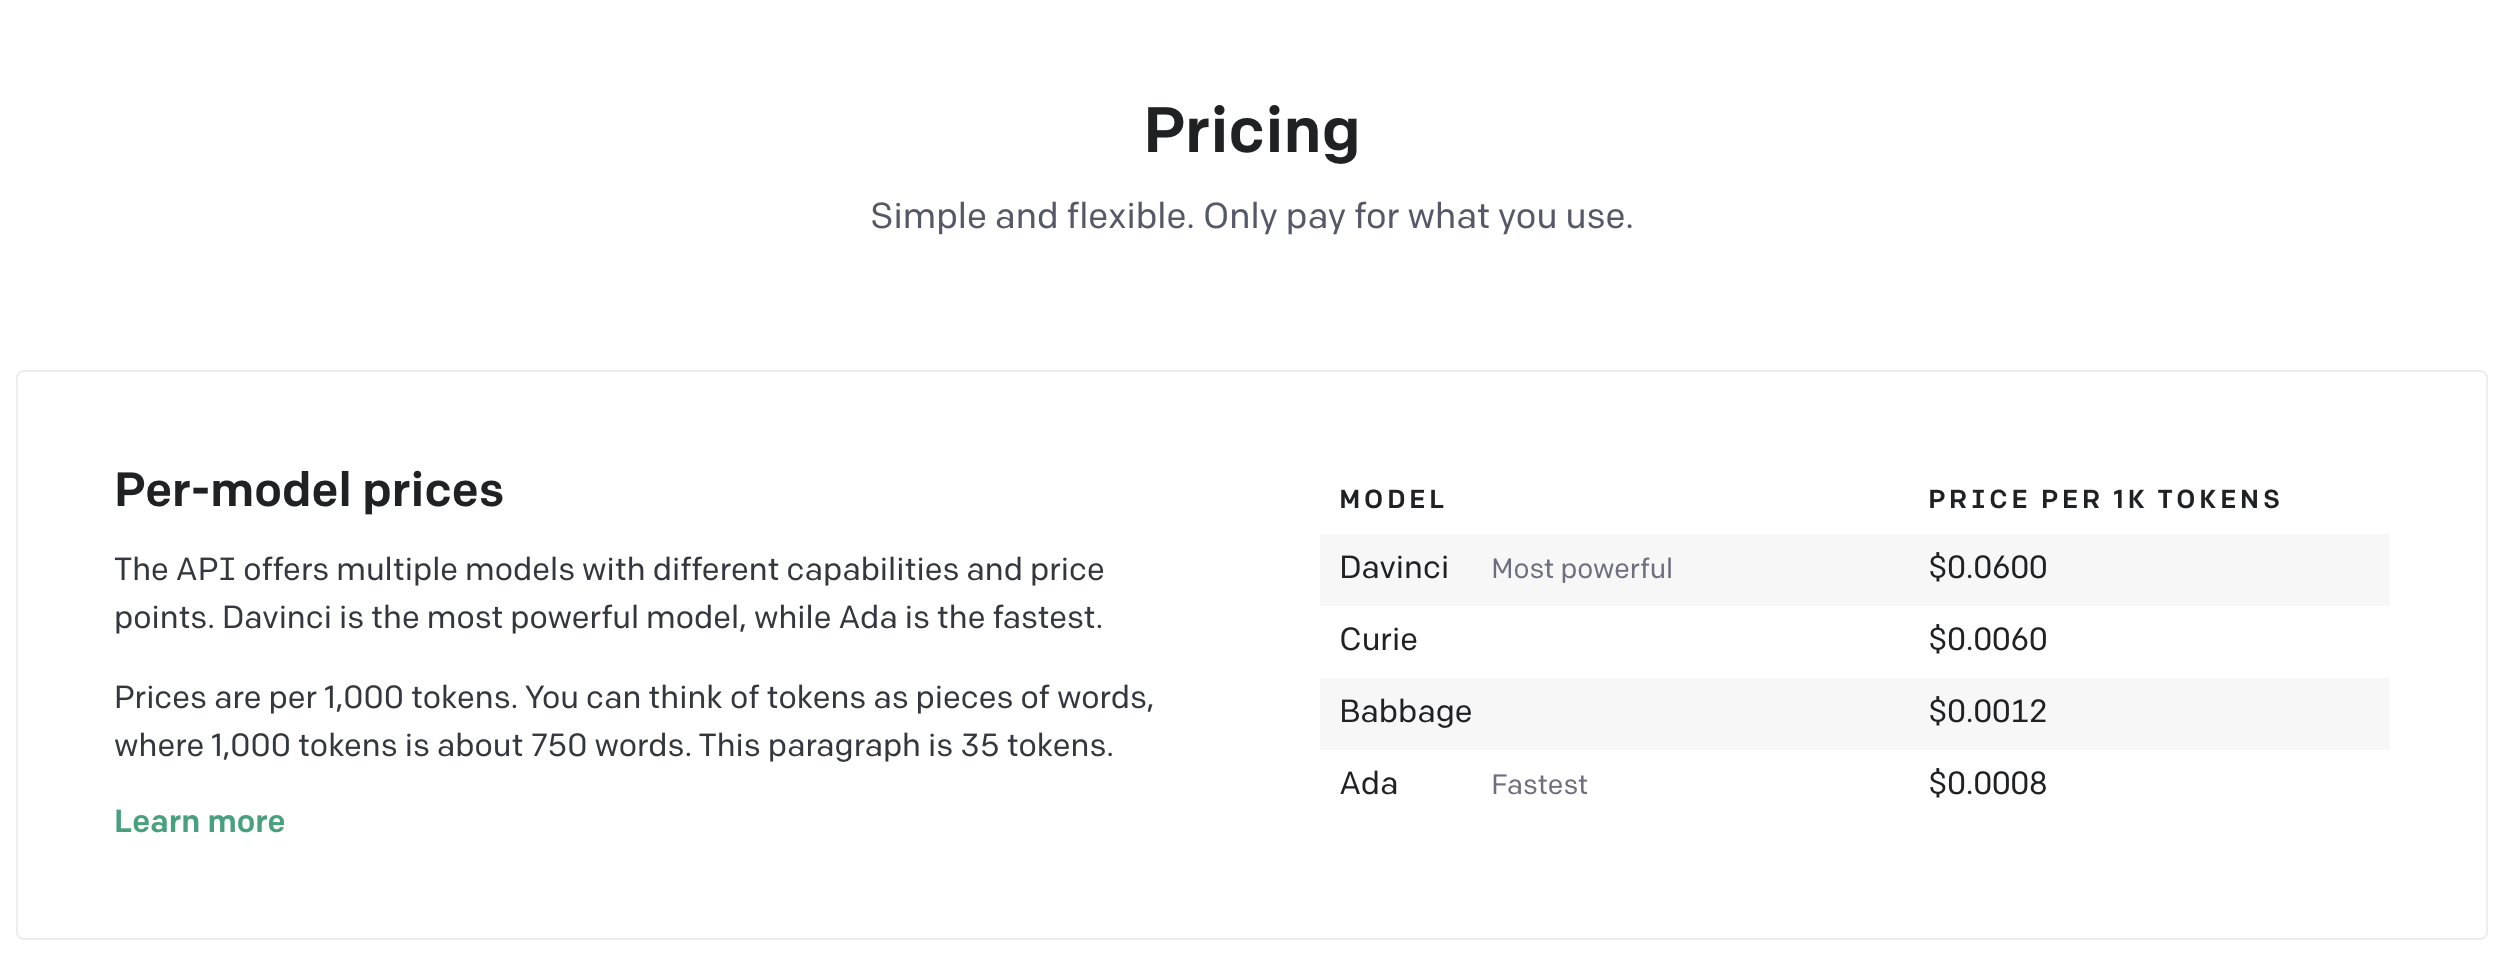 Pricing
Simple and flexible. Only pay for what you use.
Per-model prices
The API offers multiple models with different capabilities and price
points. Davinci is the most powerful model, while Ada is the fastest.
Prices are per 1,000 tokens. You can think of tokens as pieces of words,
where 1,000 tokens is about 750 words. This paragraph is 35 tokens.
Learn more
MODEL PRICE PER 1K TOKENS
Davinci Most powerful $0.0600
Curie $0.0060
Babbage $0.0012
Ada Fastest $0.0008